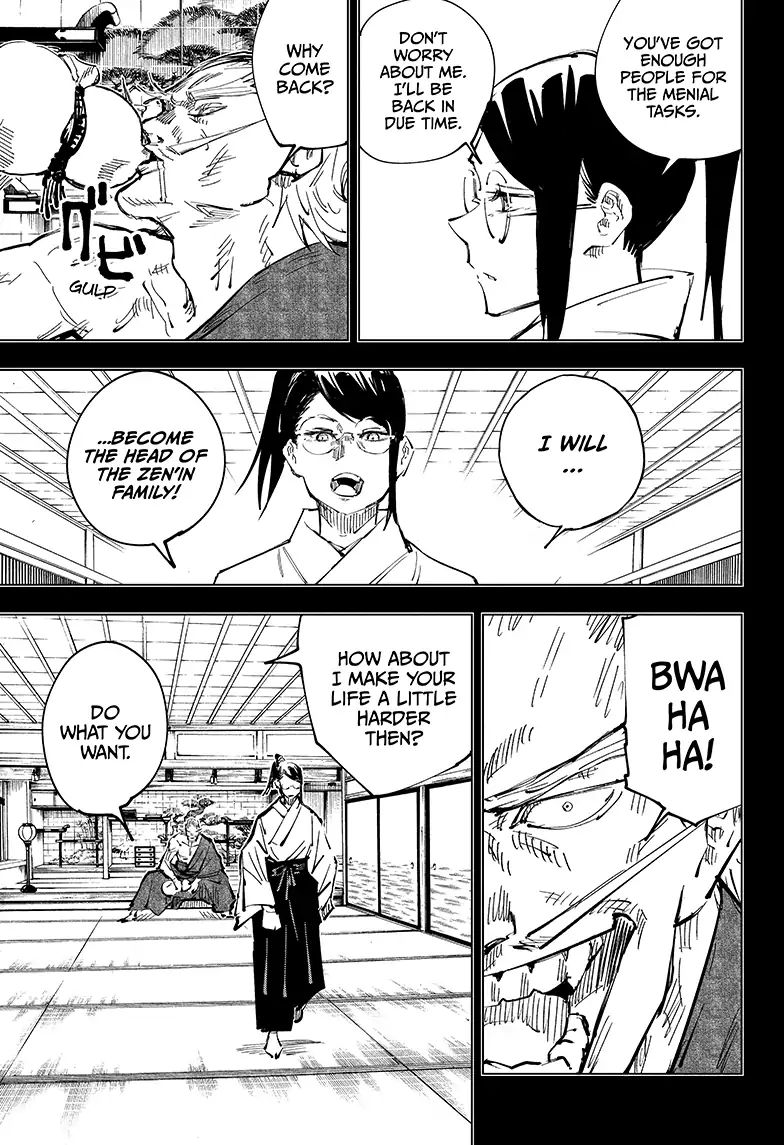 YOU'VE GOT
ENOUGH
PEOPLE FOR
THE MENIAL
TASKS.
DON'T
WORRY
ABOUT ME.
I'LL BE
BACK IN
DUE TIME.
WHY
COME
BACK?
グビ
GULP
I WILL
...
...BECOME
THE HEAD OF
THE ZEN'IN
FAMILY!
BWA
HA
HA!
HOW ABOUT
I MAKE YOUR
LIFE A LITTLE
HARDER
THEN?
DO
WHAT YOU
WANT.